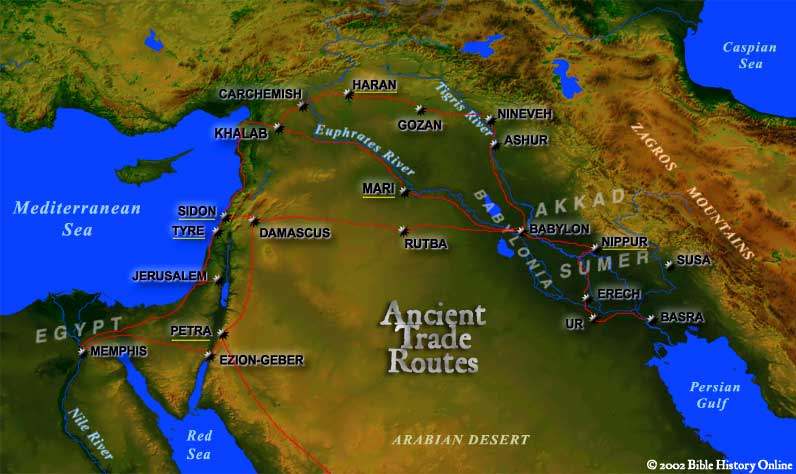 Caspian
Sea
HARAN
CARCHEMISH
Tigris River
NINEVEH
GOZAN
KHALAB
Euphrates River
ASHUR
ZAGROS
MOUNTAINS
MARI
AKKAD
Mediterranean
Sea
SIDON
TYRE
DAMASCUS
RUTBA
BABYLONIA
BABYLON
NIPPUR
SUMER
SUSA
JERUSALEM
ERECH
UR
BASRA
Ancient
Trade
Routes
EGYPT
PETRA
MEMPHIS
EZION-GEBER
Persian
Gulf
Nile River
Red
Sea
ARABIAN DESERT
© 2002 Bible History Online